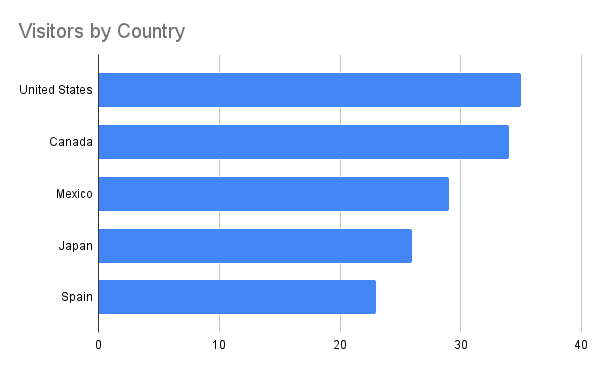 Visitors by Country
United States
Canada
Mexico
Japan
Spain
0 10 20 30 40